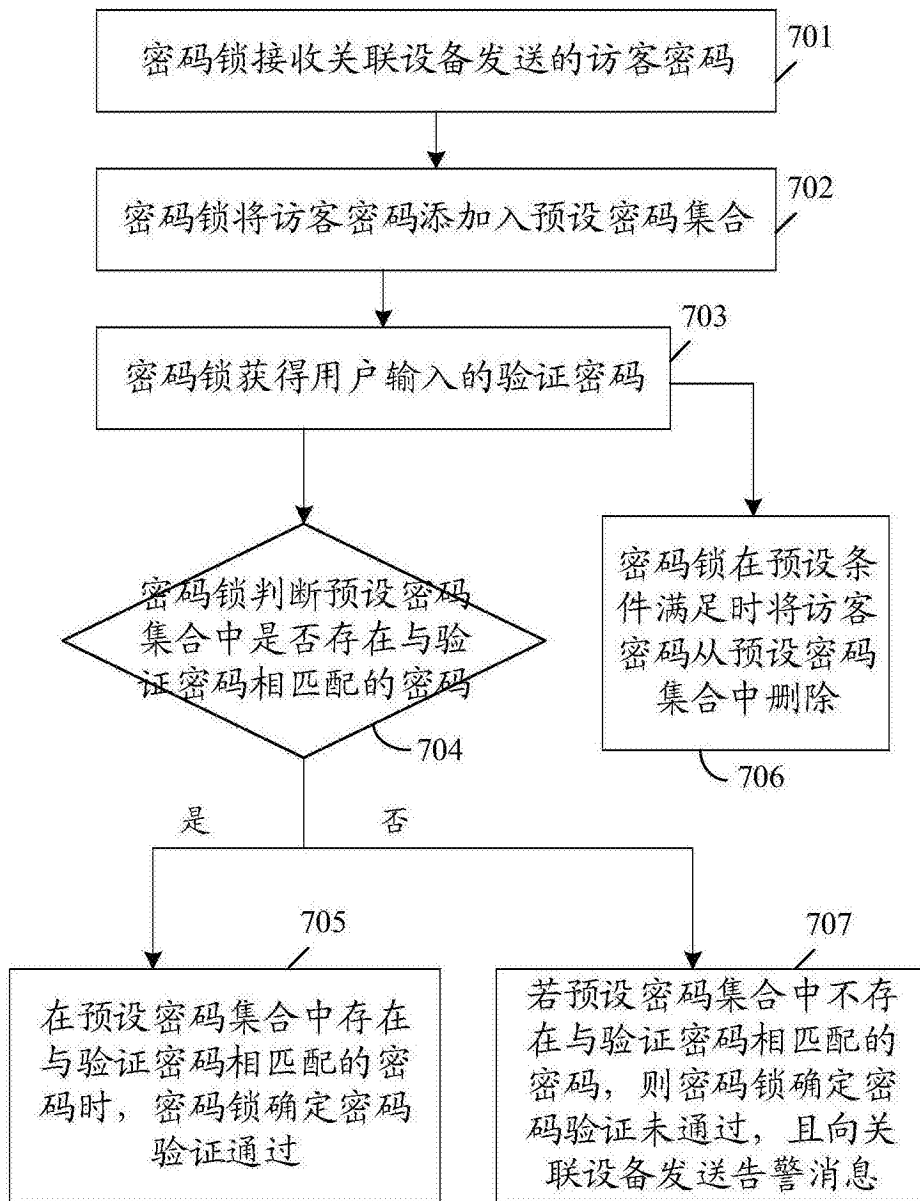 密码锁接收关联设备发送的访客密码
701
密码锁将访客密码添加入预设密码集合
702
703
密码锁获得用户输入的验证密码
密码锁判断预设密码
集合中是否存在与验
证密码相匹配的密码
704
密码锁在预设条
件满足时将访客
密码从预设密码
集合中删除
706
是
否
705
在预设密码集合中存在
与验证密码相匹配的密
码时，密码锁确定密码
验证通过
707
若预设密码集合中不存
在与验证密码相匹配的
密码，则密码锁确定密
码验证未通过，且向关
联设备发送告警消息